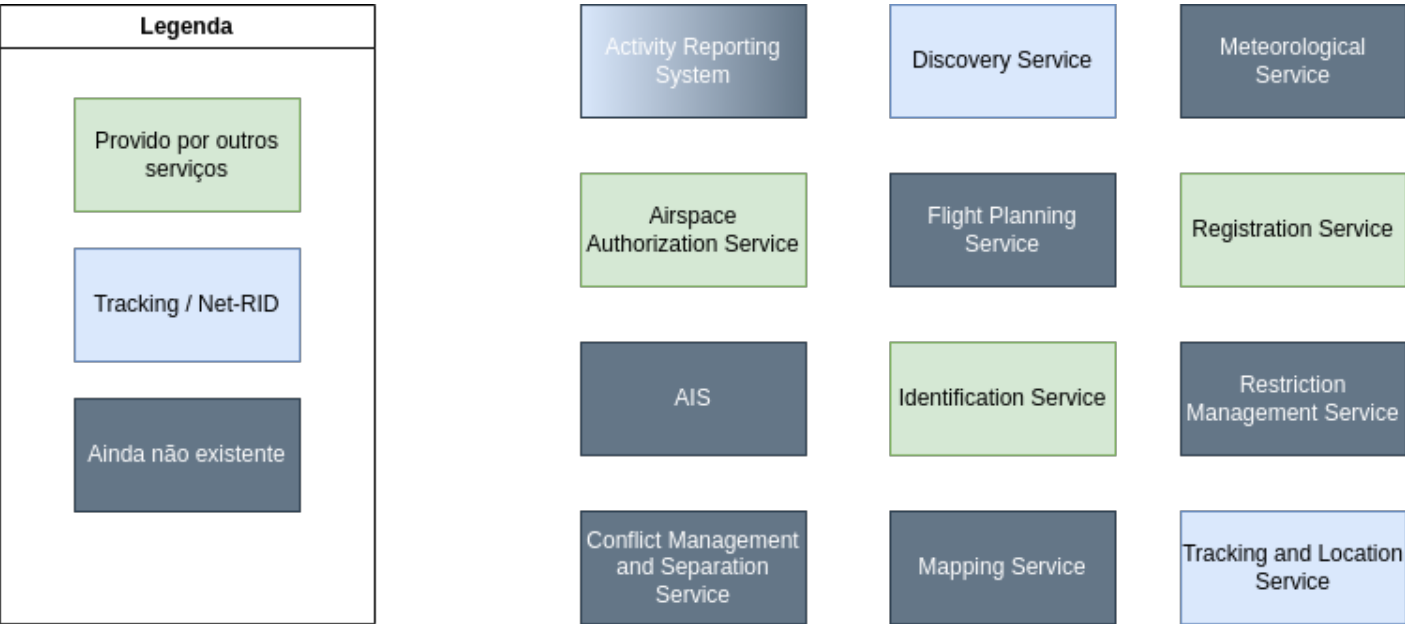 Legenda
Provido por outros
serviços
Tracking / Net-RID
Ainda não existente
Activity Reporting
System
Discovery Service
Meteorological
Service
Airspace
Authorization Service
Flight Planning
Service
Registration Service
AIS
Identification Service
Restriction
Management Service
Conflict Management
and Separation
Service
Mapping Service
Tracking and Location
Service